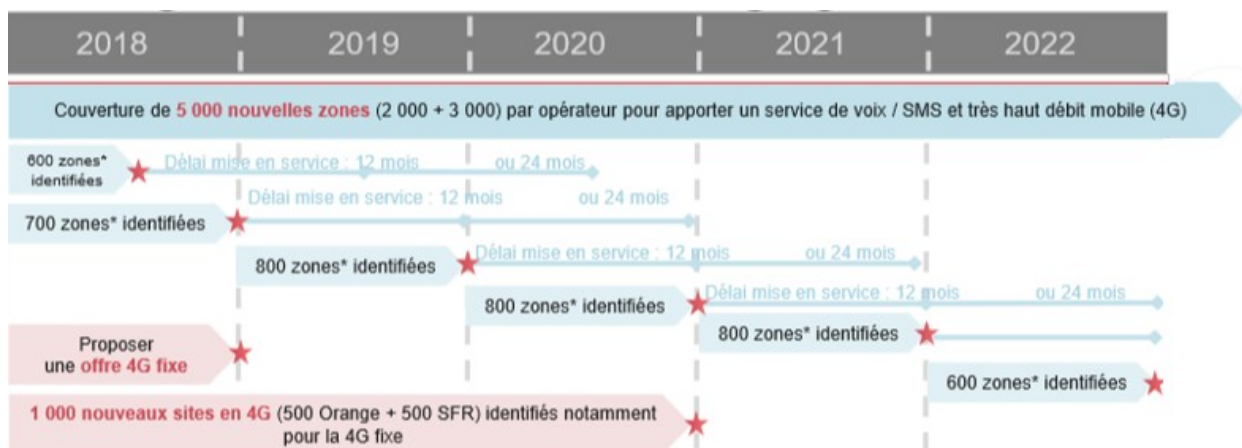 2018 2019 2020 2021 2022
Couverture de 5 000 nouvelles zones (2 000 + 3 000) par opérateur pour apporter un service de voix / SMS et très haut débit mobile (4G)
600 zones*
identifiées
Délai mise en service : 12 mois ou 24 mois
Délai mise en service : 12 mois ou 24 mois
700 zones* identifiées
Délai mise en service : 12 mois ou 24 mois
800 zones* identifiées
Délai mise en service : 12 mois ou 24 mois
800 zones* identifiées
800 zones* identifiées
Proposer
une offre 4G fixe
600 zones* identifiées
1 000 nouveaux sites en 4G (500 Orange + 500 SFR) identifiés notamment
pour la 4G fixe